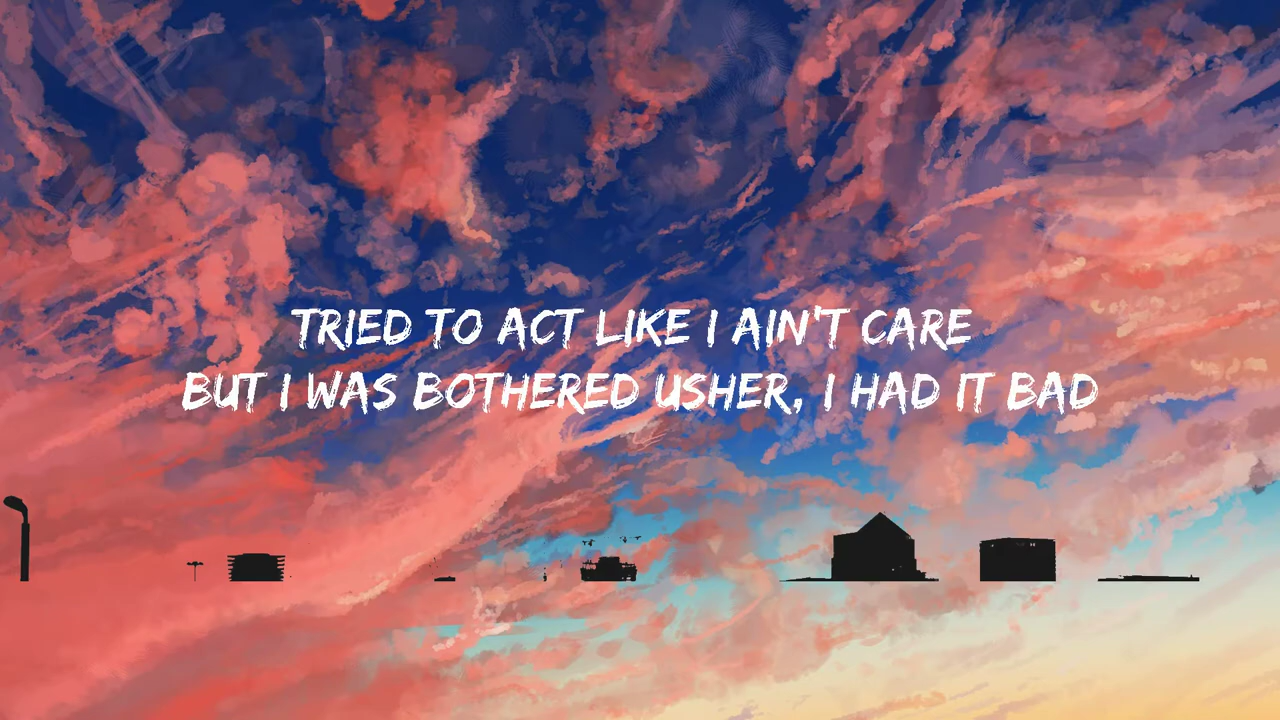 TRIED TO ACT LIKE I AIN'T CARE
BUT I WAS BOTHERED USHER, I HAD IT BAD